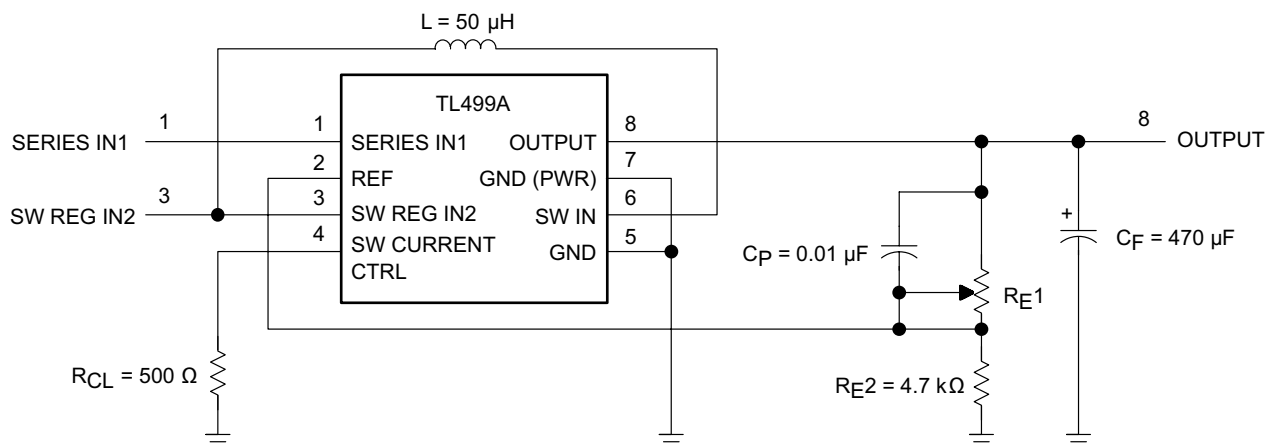 L = 50 µH
TL499A
SERIES IN1
1
1
SERIES IN1
OUTPUT
8
8
OUTPUT
2
REF
GND (PWR)
7
SW REG IN2
3
3
SW REG IN2
SW IN
6
4
SW CURRENT
CTRL
GND
5
CP = 0.01 µF
+
CF = 470 µF
RE1
RCL = 500 Ω
RE2 = 4.7 kΩ